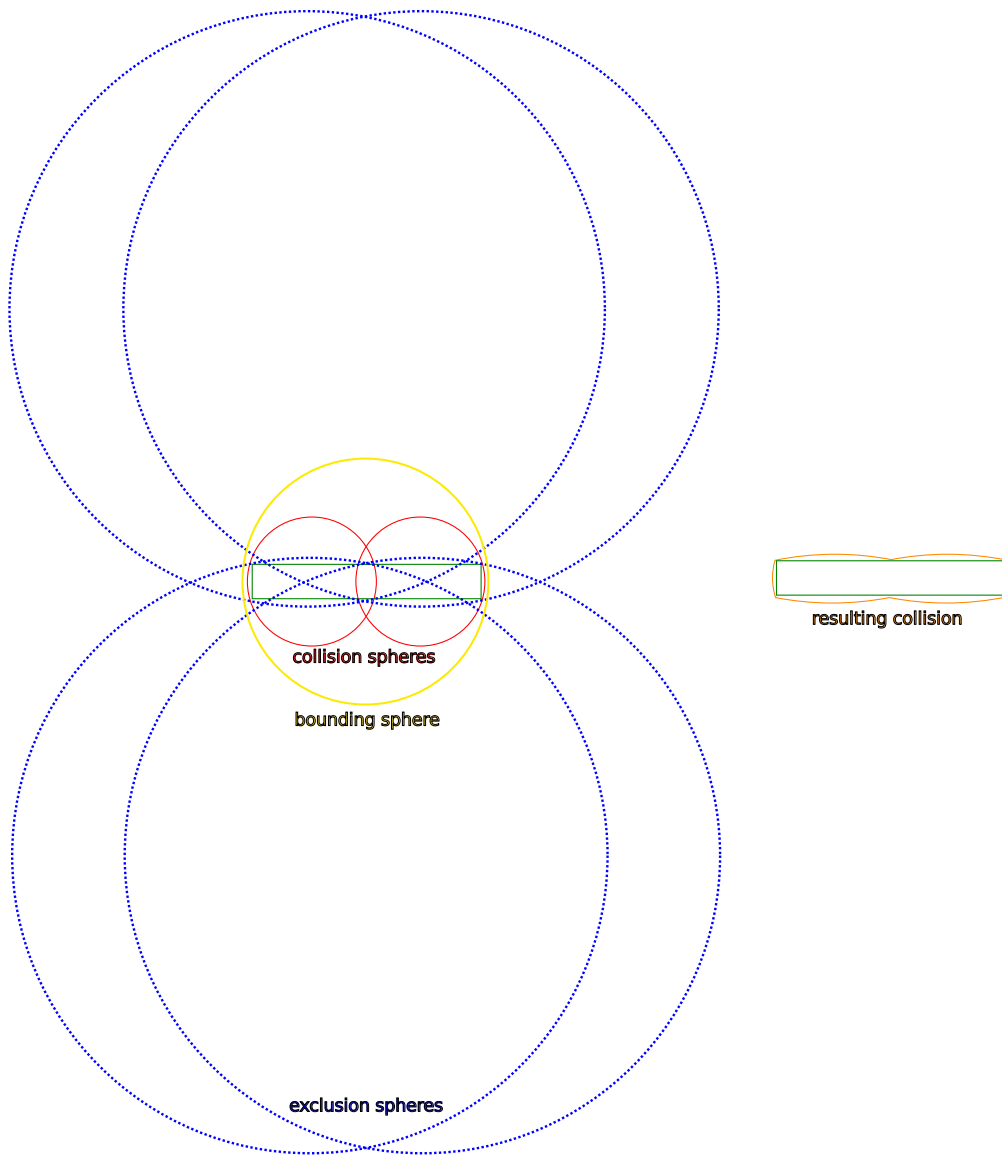 resulting collision
collision spheres
bounding sphere
exclusion spheres